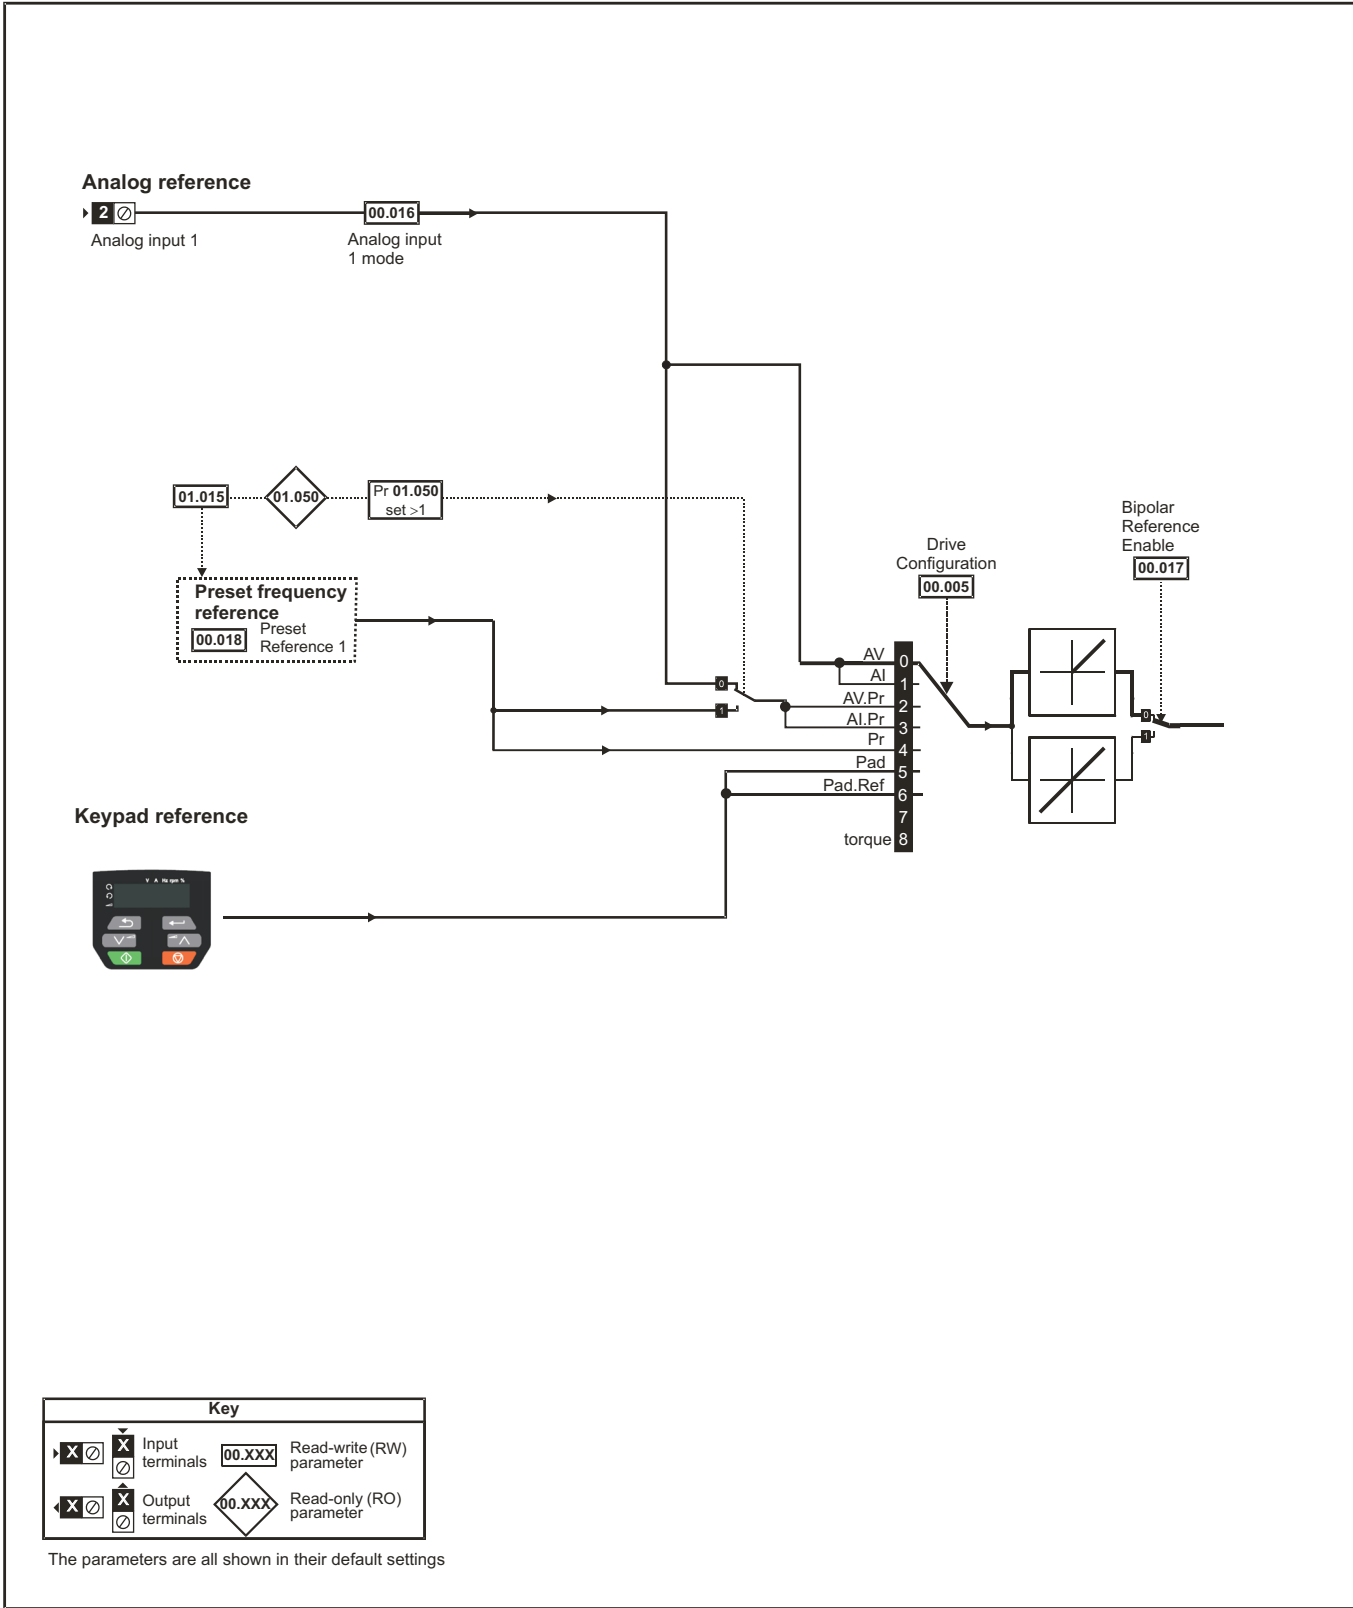 Analog reference
2
00.016
Analog input 1
Analog input
1 mode
01.015
01.050
Pr 01.050
set >1
Preset frequency
reference
00.018
Preset
Reference 1
Drive
Configuration
00.005
Bipolar
Reference
Enable
00.017
AV
0
AI
1
AV.Pr
2
AI.Pr
3
Pr
4
Pad
5
Pad.Ref
6
7
torque
8
0
1
0
1
Keypad reference
V A Hz rpm %
Key
X
X
Input
terminals
00.XXX
Read-write (RW)
parameter
X
X
Output
terminals
00.XXX
Read-only (RO)
parameter
The parameters are all shown in their default settings